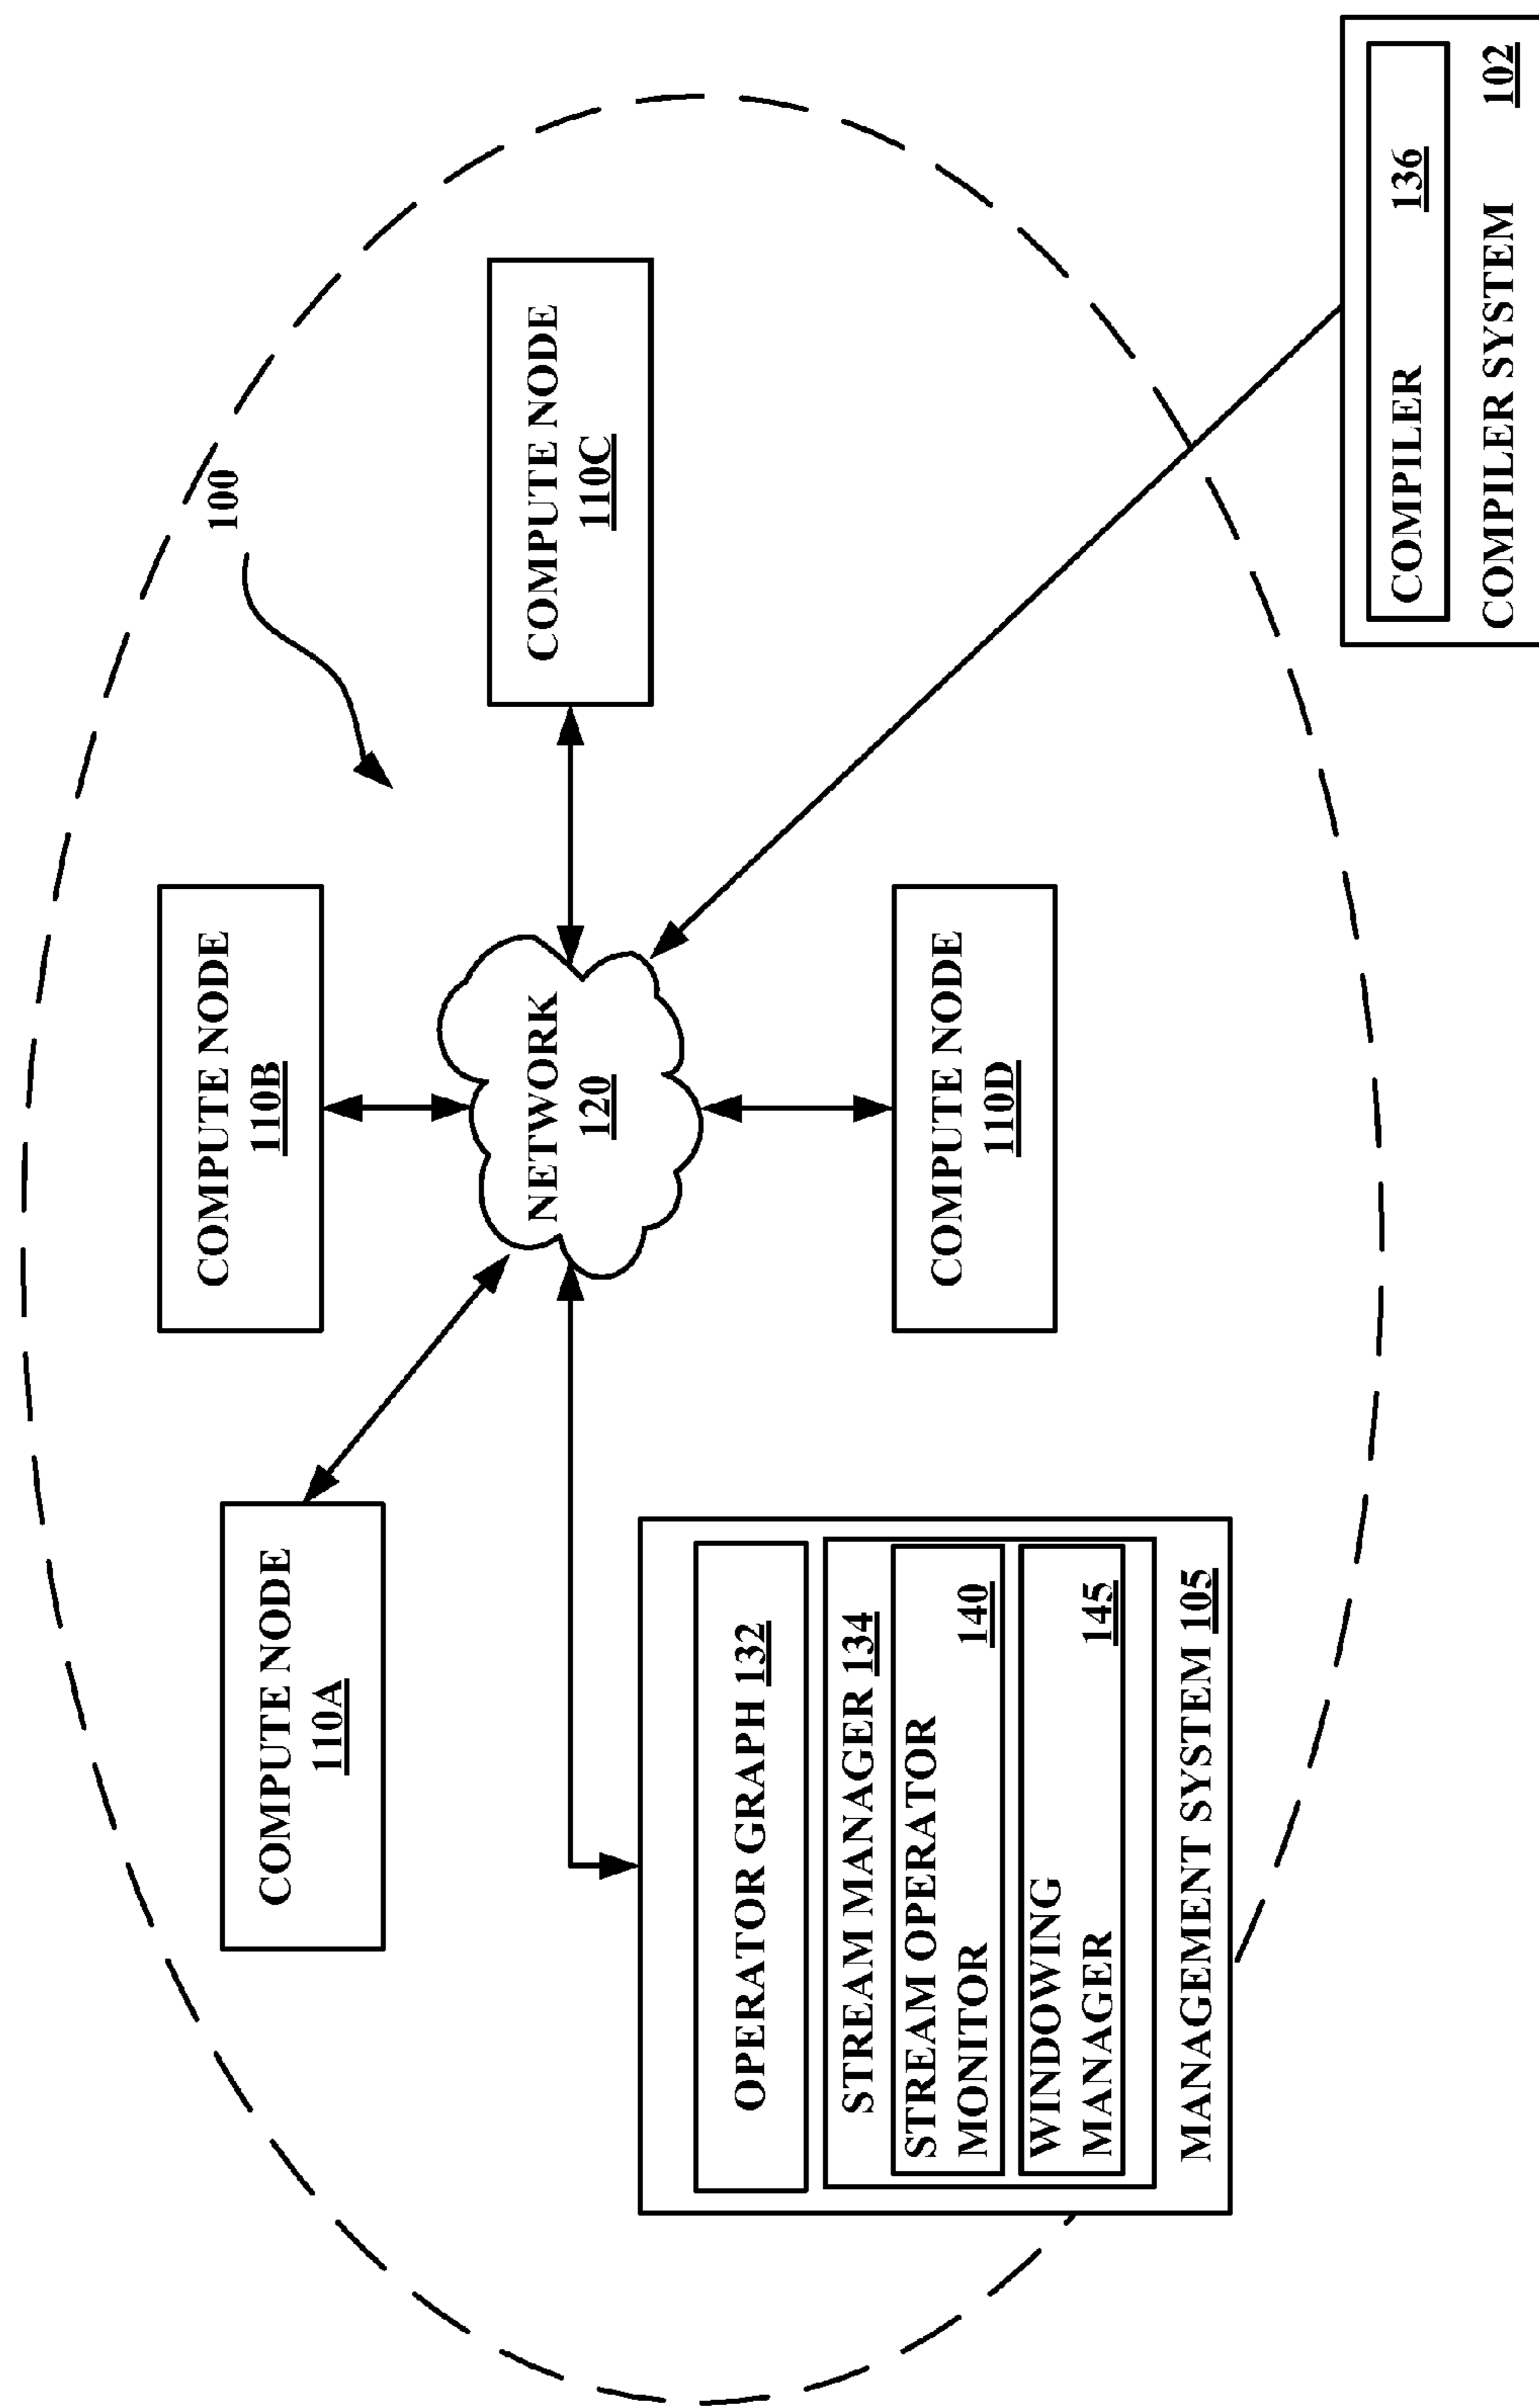 100
COMPUTE NODE
110B
COMPUTE NODE
110A
COMPUTE NODE
110C
NETWORK
120
OPERATOR GRAPH 132
STREAM MANAGER 134
STREAM OPERATOR
MONITOR 140
WINDOWING
MANAGER 145
MANAGEMENT SYSTEM 105
COMPUTE NODE
110D
COMPILER 136
COMPILER SYSTEM 102